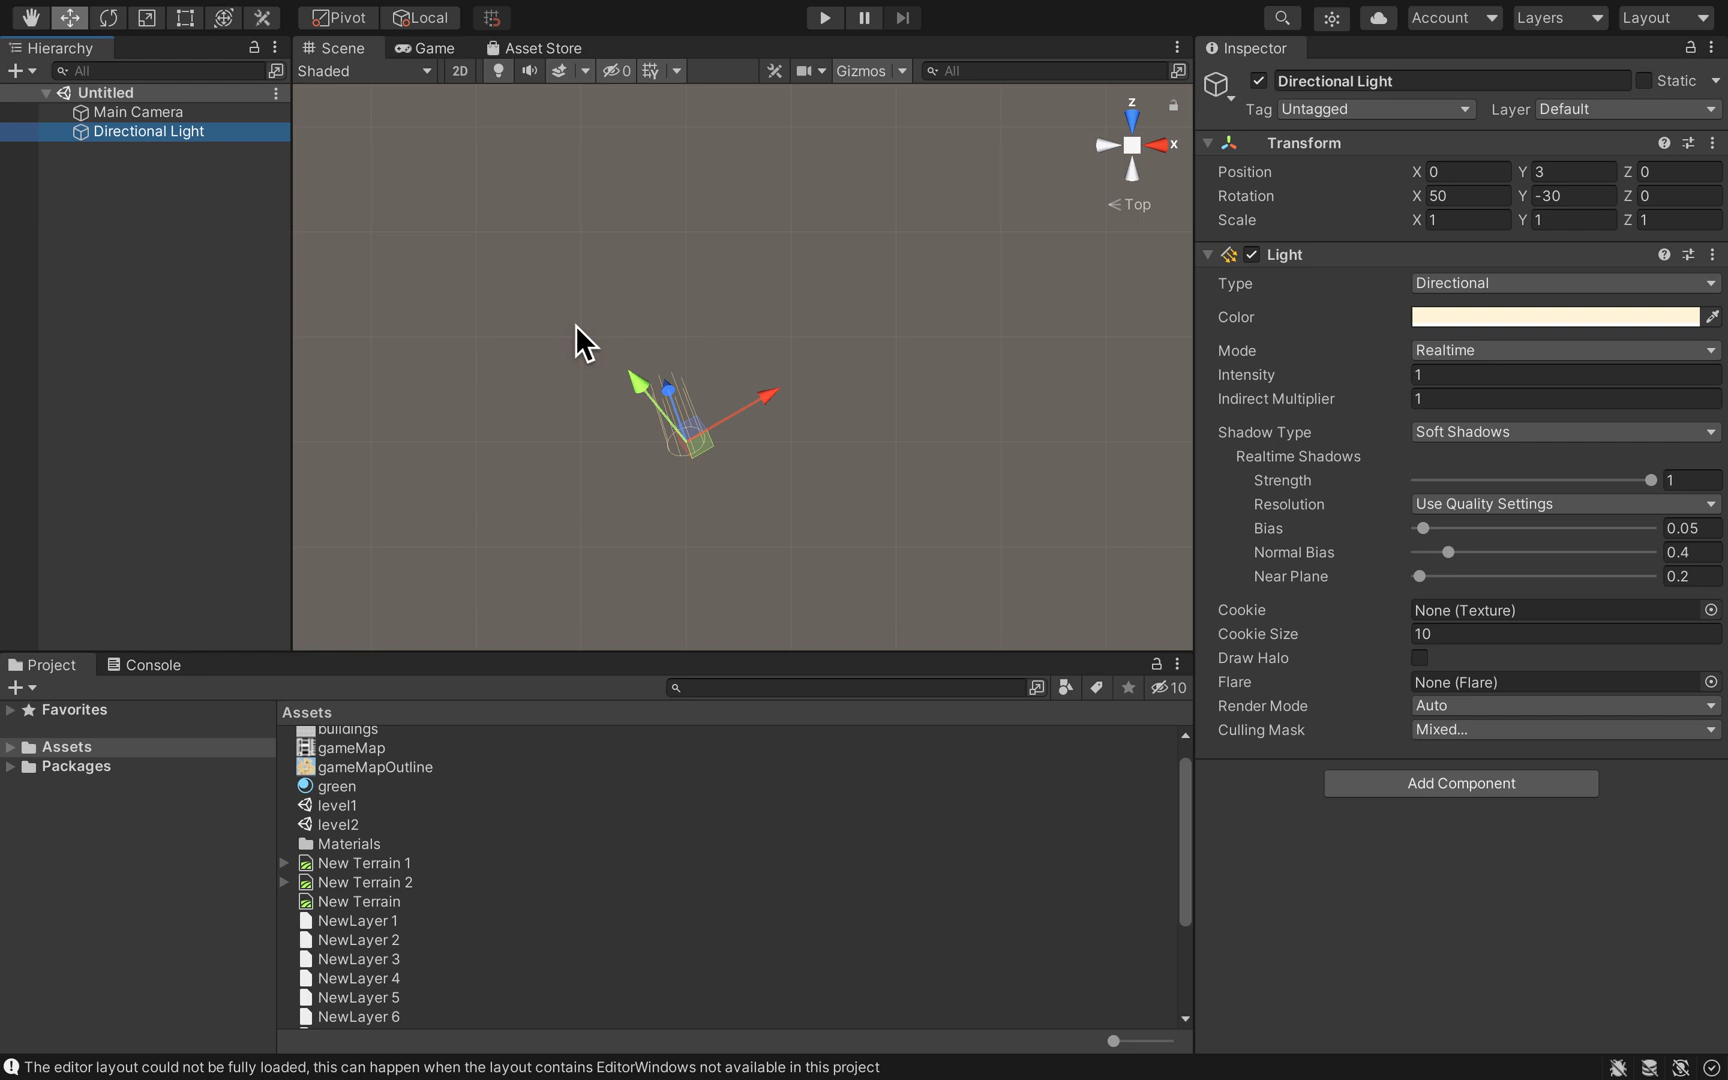 Pivot Local Account Layers Layout
Hierarchy Scene Game Asset Store Inspector
All Shaded 2D 0 Gizmos All
Untitled
Main Camera
Directional Light
z
x
Top
Directional Light Static
Tag Untagged Layer Default
Transform
Position X 0 Y 3 Z 0
Rotation X 50 Y -30 Z 0
Scale X 1 Y 1 Z 1
Light
Type Directional
Color
Mode Realtime
Intensity 1
Indirect Multiplier 1
Shadow Type Soft Shadows
Realtime Shadows
Strength 1
Resolution Use Quality Settings
Bias 0.05
Normal Bias 0.4
Near Plane 0.2
Cookie None (Texture)
Cookie Size 10
Draw Halo
Flare None (Flare)
Render Mode Auto
Culling Mask Mixed...
Add Component
Project Console
10
Favorites
Assets
Packages
Assets
buildings
gameMap
gameMapOutline
green
level1
level2
Materials
New Terrain 1
New Terrain 2
New Terrain
NewLayer 1
NewLayer 2
NewLayer 3
NewLayer 4
NewLayer 5
NewLayer 6
The editor layout could not be fully loaded, this can happen when the layout contains EditorWindows not available in this project